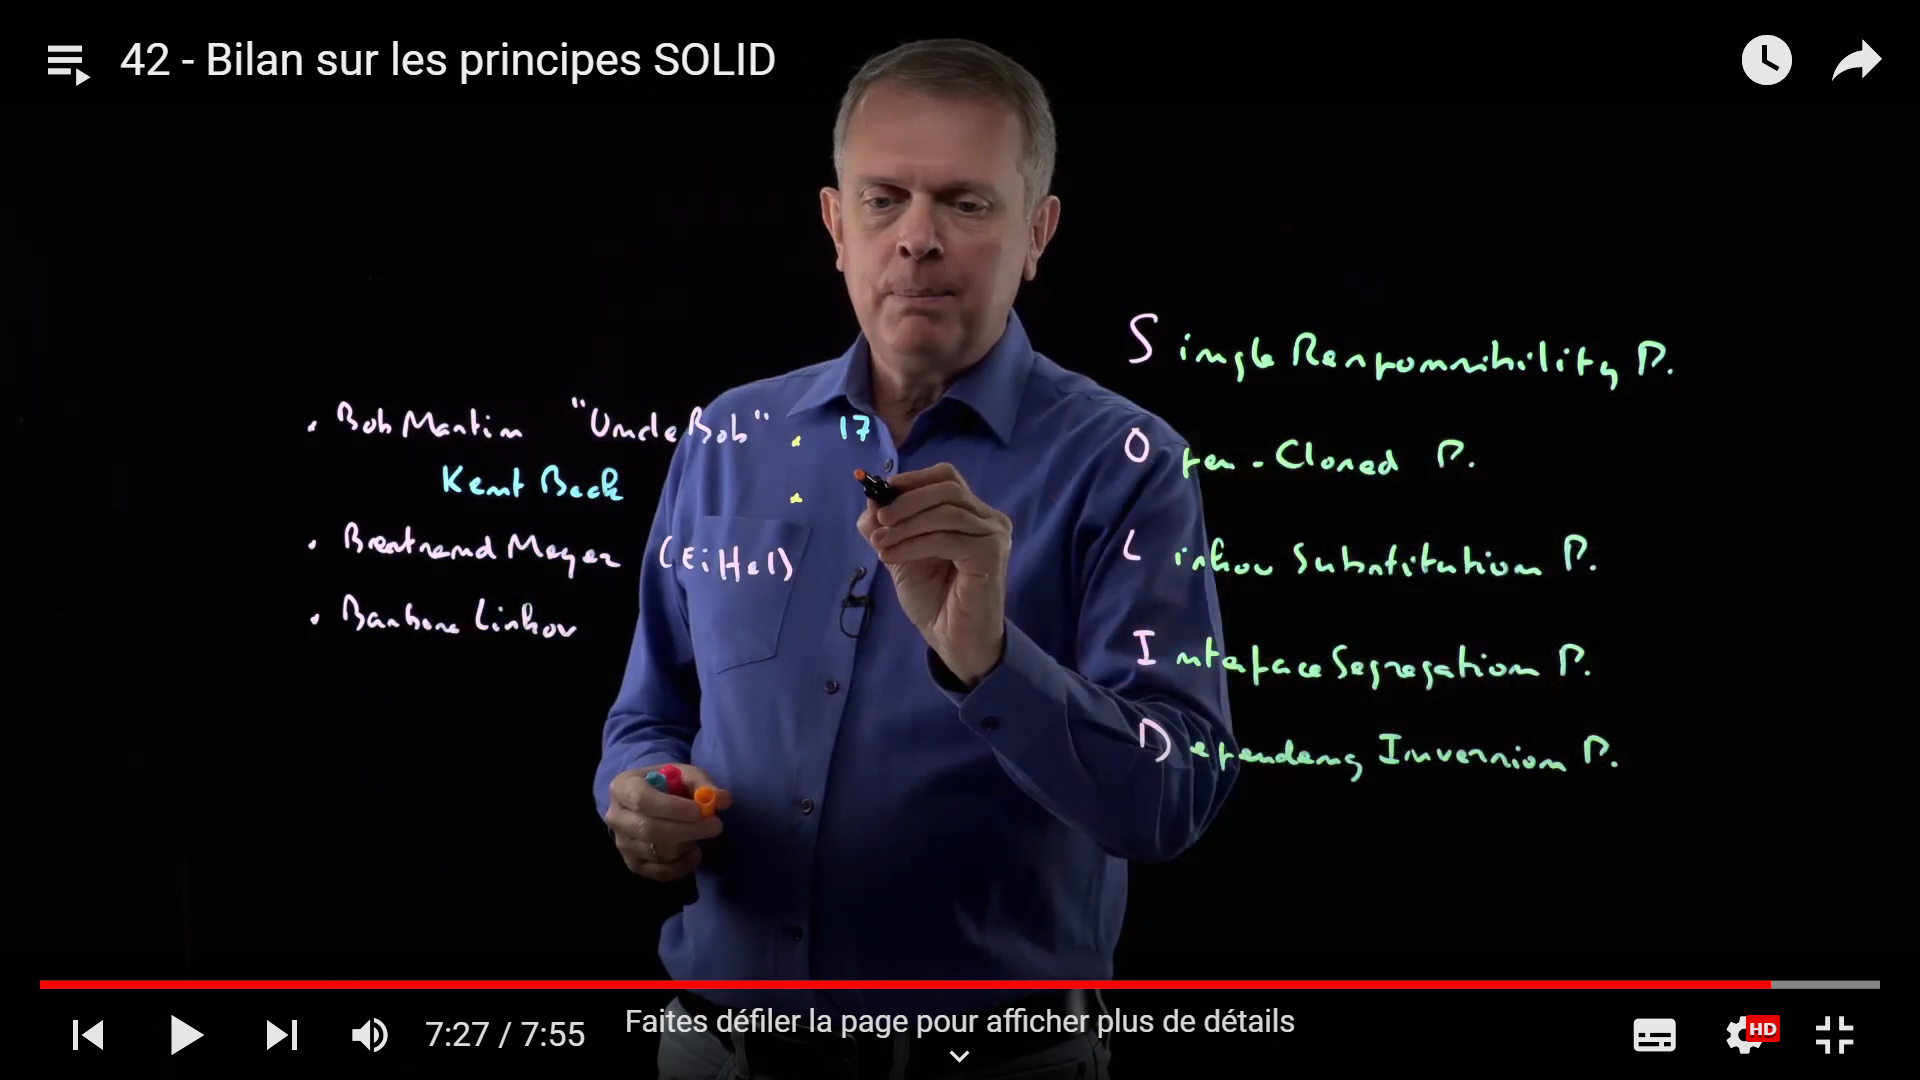 42 - Bilan sur les principes SOLID
Single Responsibility P.
• Bob Martin "Uncle Bob" . 17
Open-Closed P.
Kent Beck .
• Bertrand Meyer (Eiffel)
Liskov Substitution P.
• Barbara Liskov
Interface Segregation P.
Dependency Inversion P.
7:27 / 7:55
Faites défiler la page pour afficher plus de détails
HD